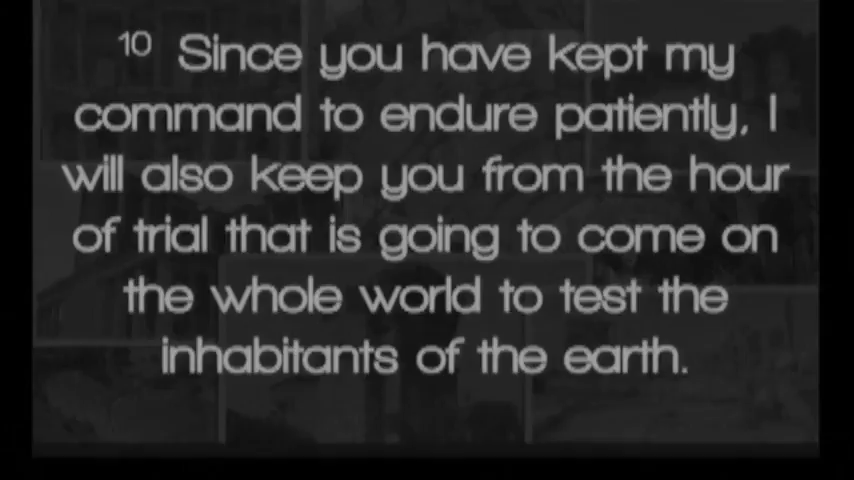 10 Since you have kept my
command to endure patiently, I
will also keep you from the hour
of trial that is going to come on
the whole world to test the
inhabitants of the earth.